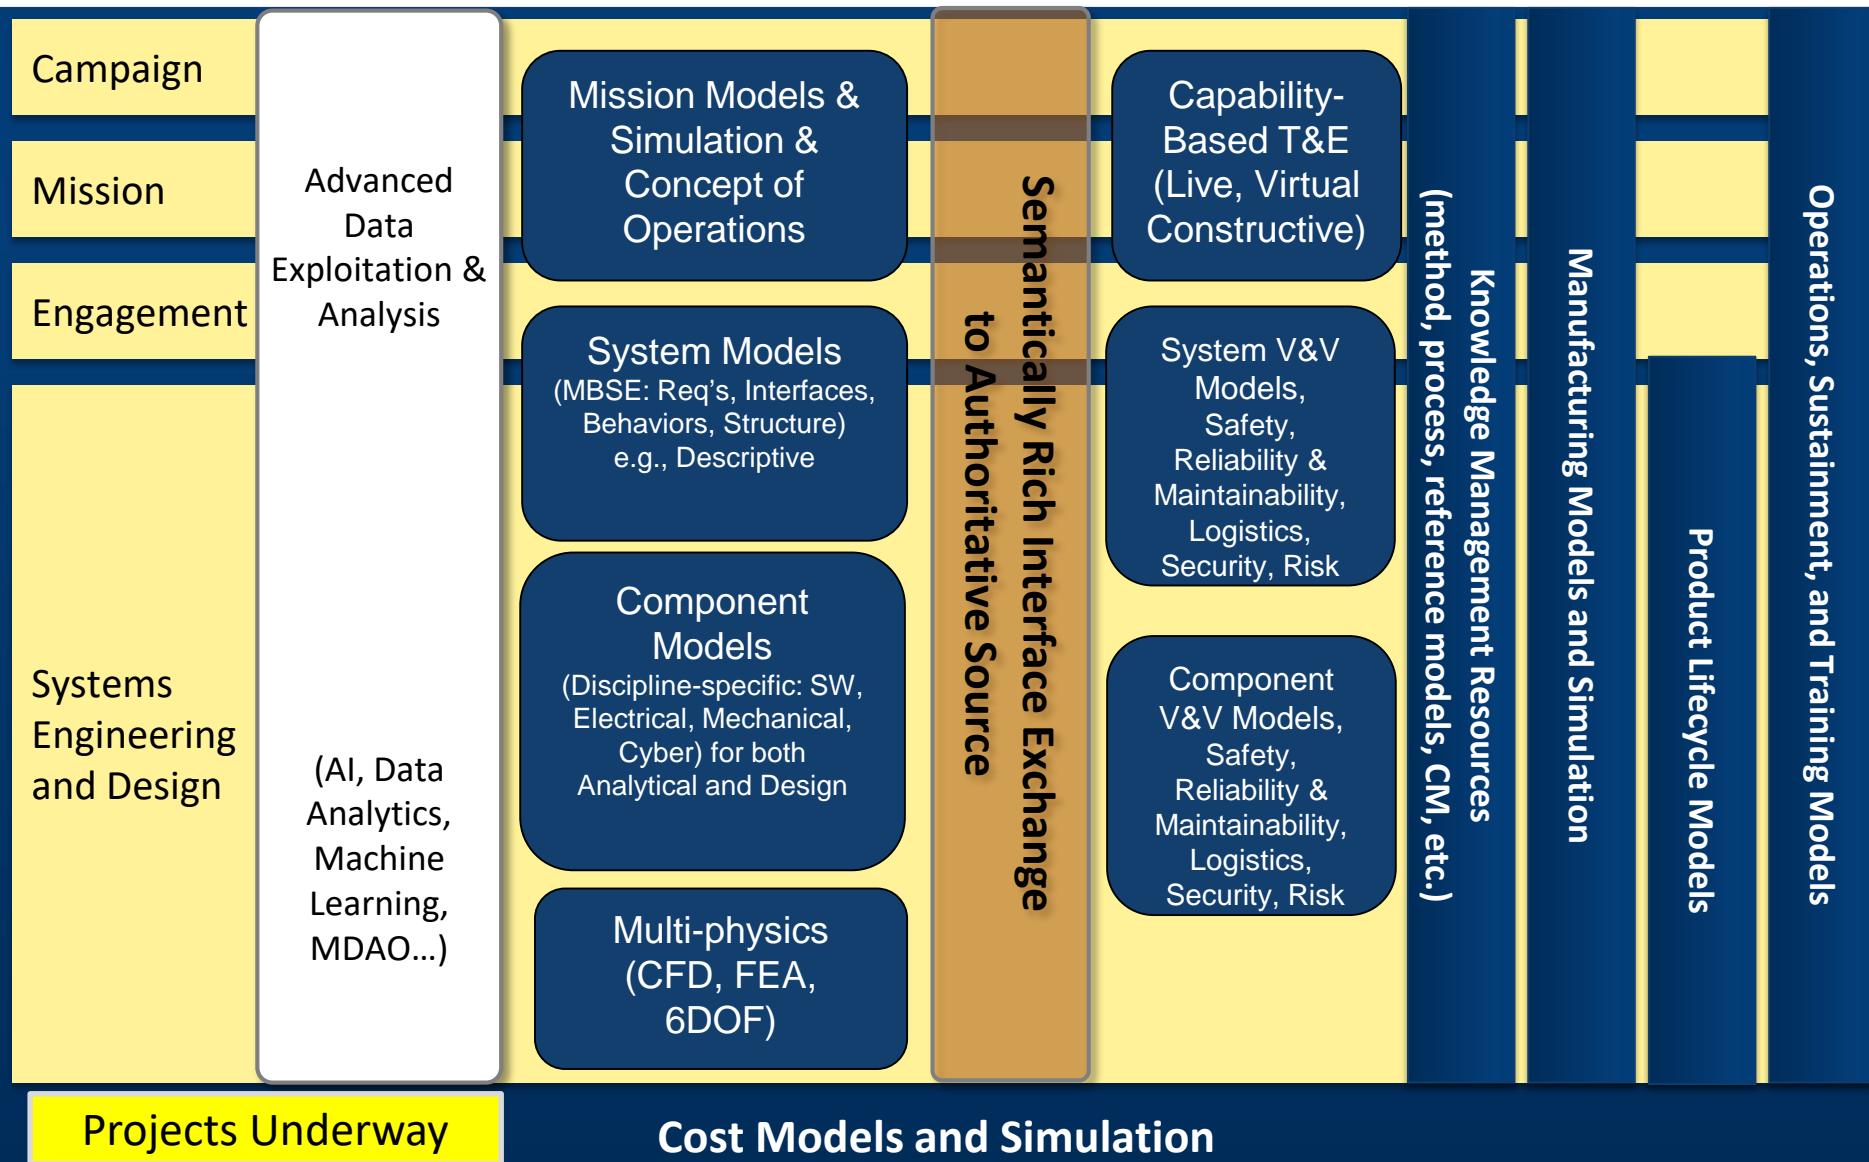 Campaign
Mission
Engagement
Systems
Engineering
and Design
Advanced
Data
Exploitation &
Analysis
(AI, Data
Analytics,
Machine
Learning,
MDAO...)
Mission Models &
Simulation &
Concept of
Operations
System Models
(MBSE: Req's, Interfaces,
Behaviors, Structure)
e.g., Descriptive
Component
Models
(Discipline-specific: SW,
Electrical, Mechanical,
Cyber) for both
Analytical and Design
Multi-physics
(CFD, FEA,
6DOF)
Semantically Rich Interface Exchange
to Authoritative Source
Capability-
Based T&E
(Live, Virtual
Constructive)
System V&V
Models,
Safety,
Reliability &
Maintainability,
Logistics,
Security, Risk
Component
V&V Models,
Safety,
Reliability &
Maintainability,
Logistics,
Security, Risk
Knowledge Management Resources
(method, process, reference models, CM, etc.)
Manufacturing Models and Simulation
Product Lifecycle Models
Operations, Sustainment, and Training Models
Projects Underway
Cost Models and Simulation